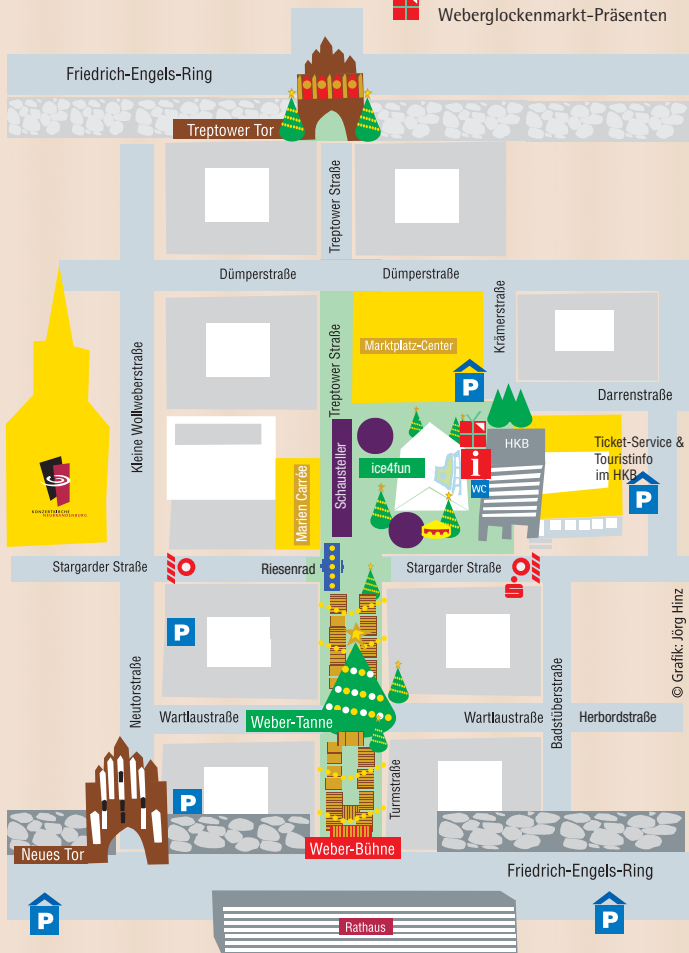 Weberglockenmarkt-Präsenten
Friedrich-Engels-Ring
Treptower Tor
Treptower Straße
Dümperstraße
Dümperstraße
Kleine Wollweberstraße
Treptower Straße
Marktplatz-Center
Krämerstraße
P
Darrenstraße
Schausteller
ice4fun
HKB
i
WC
Ticket-Service &
Touristinfo
im HKB
P
Marien Carrée
KONZERTKIRCHE
NEUBRANDENBURG
Stargarder Straße
Riesenrad
Stargarder Straße
© Grafik: Jörg Hinz
P
Neutorstraße
Wartlaustraße
Weber-Tanne
Wartlaustraße
Badstüberstraße
Herbordstraße
Turmstraße
P
Neues Tor
Weber-Bühne
Friedrich-Engels-Ring
P
Rathaus
P